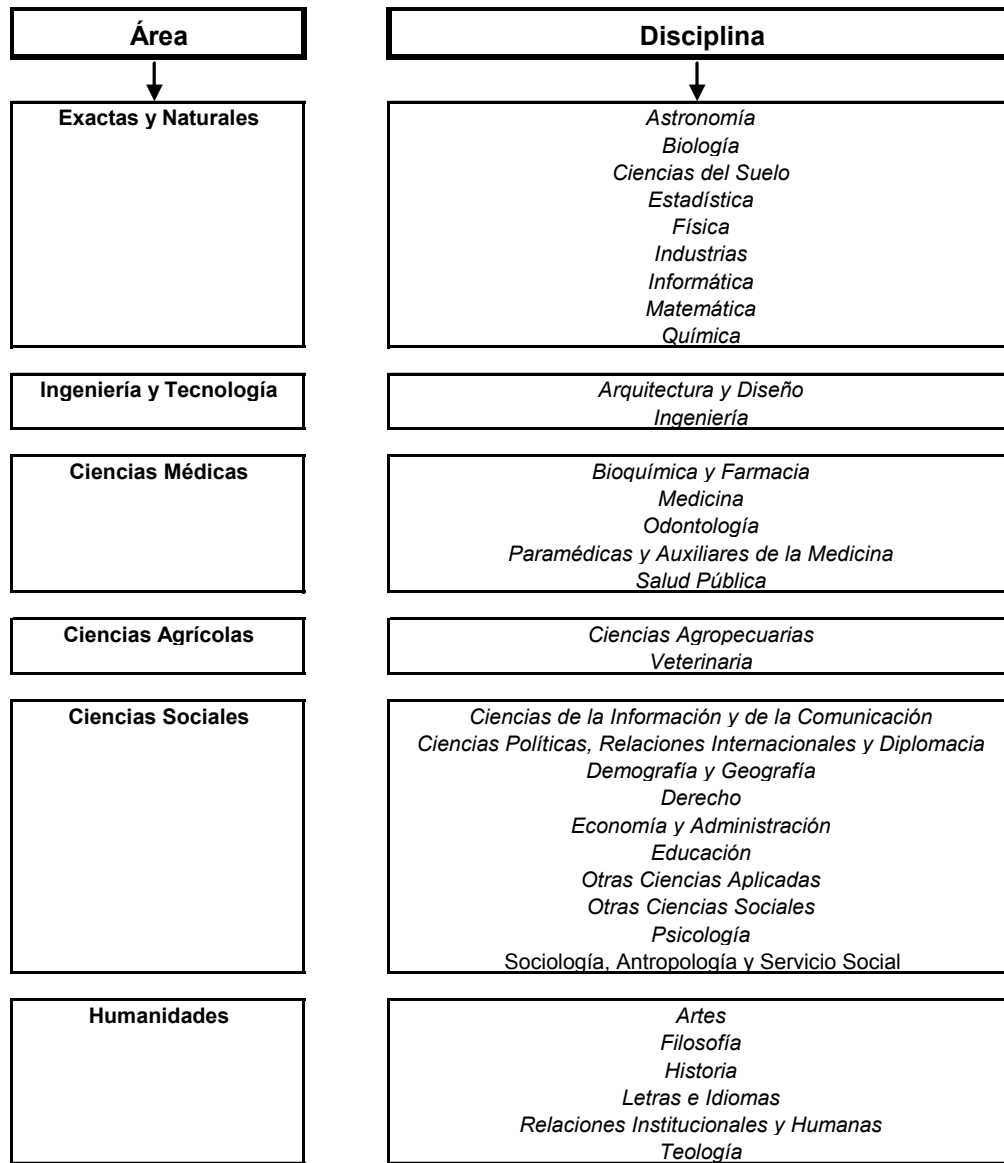 Área
Disciplina
Exactas y Naturales
Astronomía
Biología
Ciencias del Suelo
Estadística
Física
Industrias
Informática
Matemática
Química
Ingeniería y Tecnología
Arquitectura y Diseño
Ingeniería
Ciencias Médicas
Bioquímica y Farmacia
Medicina
Odontología
Paramédicas y Auxiliares de la Medicina
Salud Pública
Ciencias Agrícolas
Ciencias Agropecuarias
Veterinaria
Ciencias Sociales
Ciencias de la Información y de la Comunicación
Ciencias Políticas, Relaciones Internacionales y Diplomacia
Demografía y Geografía
Derecho
Economía y Administración
Educación
Otras Ciencias Aplicadas
Otras Ciencias Sociales
Psicología
Sociología, Antropología y Servicio Social
Humanidades
Artes
Filosofía
Historia
Letras e Idiomas
Relaciones Institucionales y Humanas
Teología